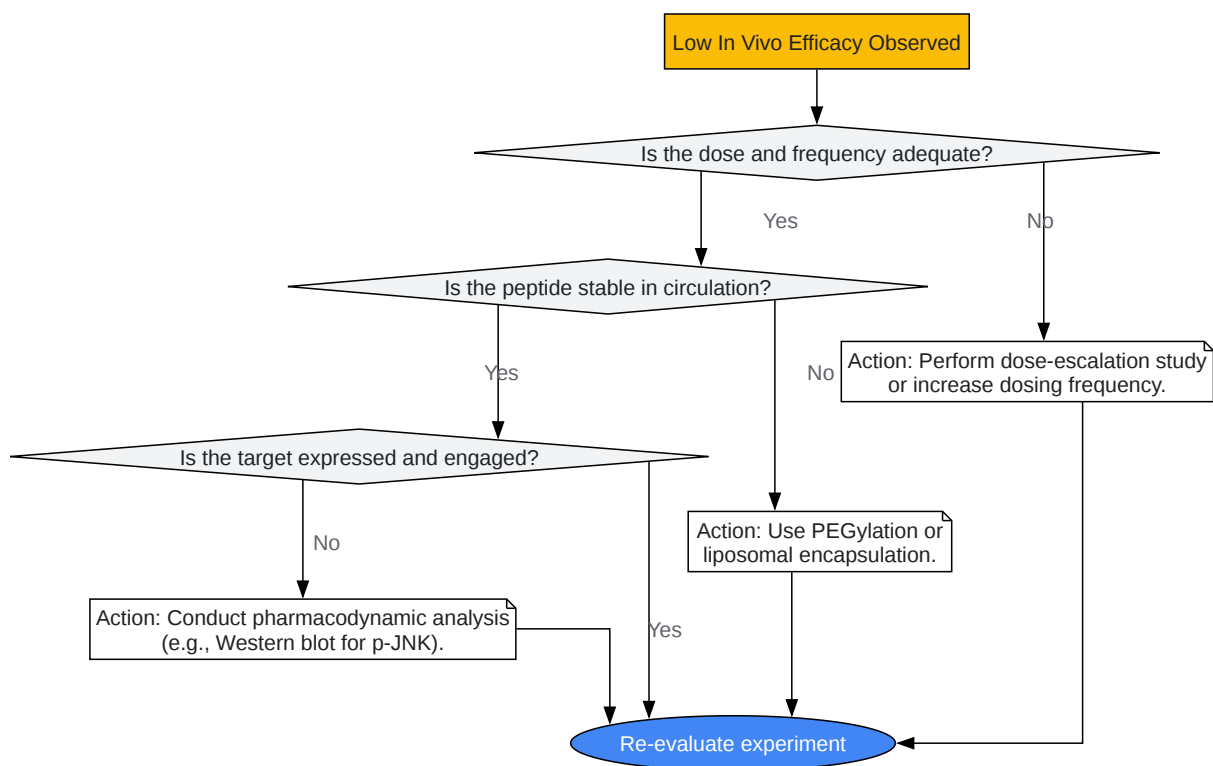 Low In Vivo Efficacy Observed
Is the dose and frequency adequate?
Yes
No
Is the peptide stable in circulation?
Yes
No
Action: Perform dose-escalation study
or increase dosing frequency.
Is the target expressed and engaged?
No
Action: Use PEGylation or
liposomal encapsulation.
Action: Conduct pharmacodynamic analysis
(e.g., Western blot for p-JNK).
Yes
Re-evaluate experiment